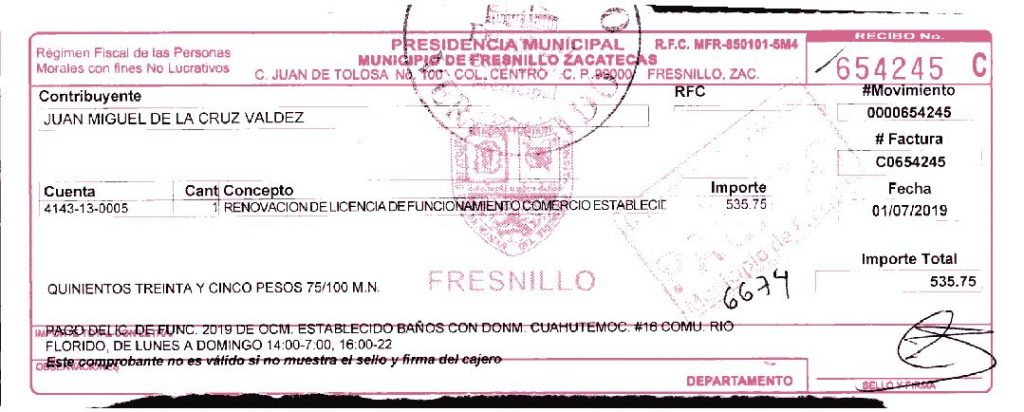 Régimen Fiscal de las Personas
Morales con fines No Lucrativos
PRESIDENCIA MUNICIPAL
MUNICIPIO DE FRESNILLO ZACATECAS
C. JUAN DE TOLOSA No. 100 COL. CENTRO C. P. 99000 FRESNILLO, ZAC.
R.F.C. MFR-850101-5M4
RECIBO No.
654245 C
Contribuyente
JUAN MIGUEL DE LA CRUZ VALDEZ
RFC
#Movimiento
0000654245
# Factura
C0654245
Fecha
01/07/2019
Cuenta Cant Concepto Importe
4143-13-0005 1 RENOVACION DE LICENCIA DE FUNCIONAMIENTO COMERCIO ESTABLECIE 535.75
Importe Total
535.75
FRESNILLO
QUINIENTOS TREINTA Y CINCO PESOS 75/100 M.N.
6674
PAGO DE LIC. DE FUNC. 2019 DE OCM. ESTABLECIDO BAÑOS CON DONM. CUAHUTEMOC. #16 COMU. RIO
FLORIDO, DE LUNES A DOMINGO 14:00-7:00, 16:00-22
Este comprobante no es válido si no muestra el sello y firma del cajero
OBSERVACIONES
DEPARTAMENTO
SELLO Y FIRMA